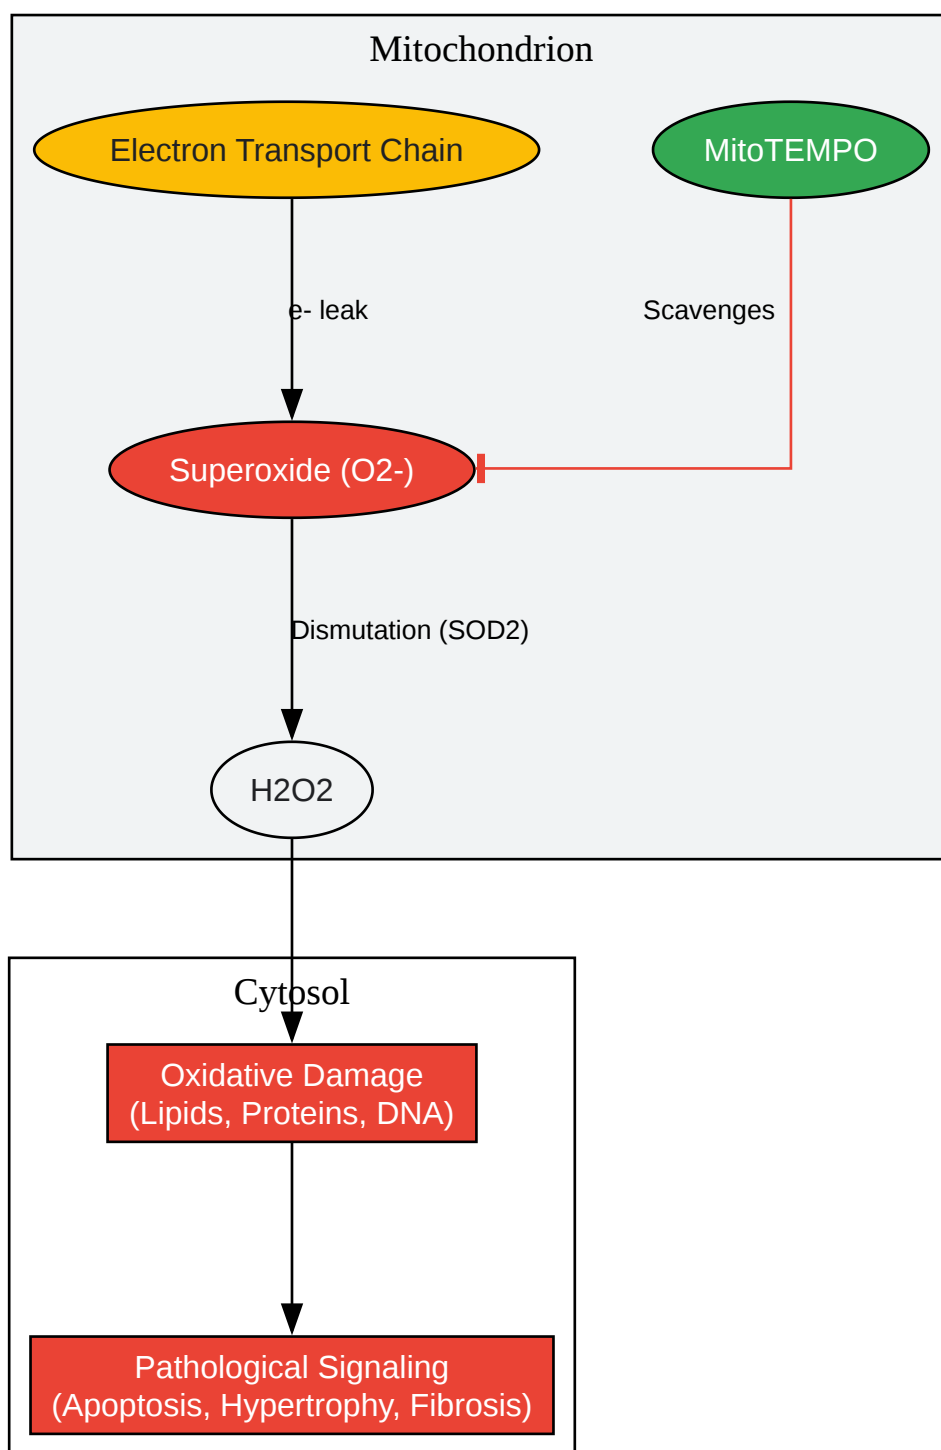 Mitochondrion
Electron Transport Chain
MitoTEMPO
e- leak
Scavenges
Superoxide (O2-)
Dismutation (SOD2)
H2O2
Cytosol
Oxidative Damage
(Lipids, Proteins, DNA)
Pathological Signaling
(Apoptosis, Hypertrophy, Fibrosis)